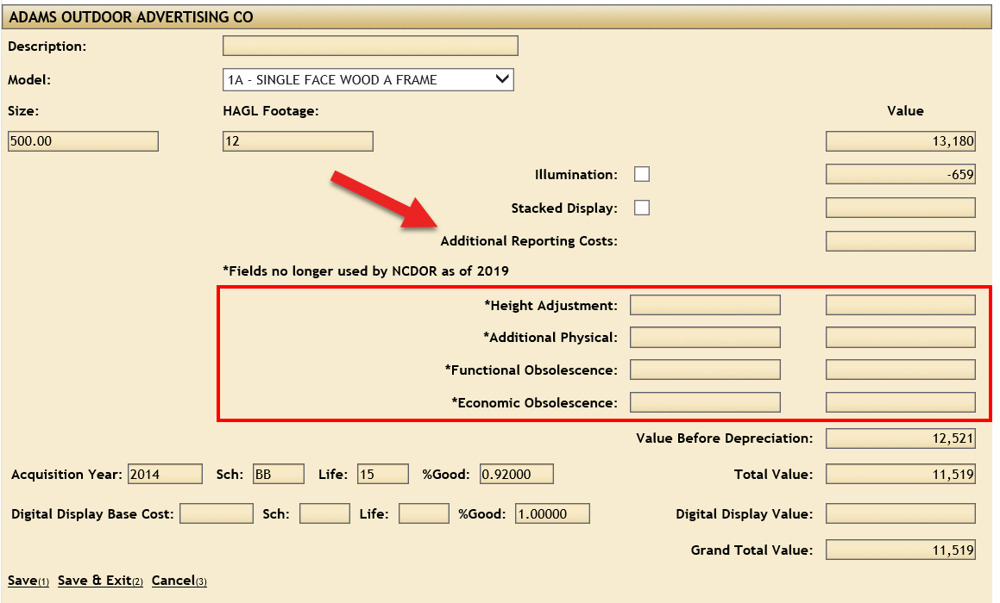 ADAMS OUTDOOR ADVERTISING CO
Description:
Model: 1A - SINGLE FACE WOOD A FRAME
Size: HAGL Footage: Value
500.00 12 13,180
Illumination: -659
Stacked Display:
Additional Reporting Costs:
*Fields no longer used by NCDOR as of 2019
*Height Adjustment:
*Additional Physical:
*Functional Obsolescence:
*Economic Obsolescence:
Value Before Depreciation: 12,521
Acquisition Year: 2014 Sch: BB Life: 15 %Good: 0.92000 Total Value: 11,519
Digital Display Base Cost: Sch: Life: %Good: 1.00000 Digital Display Value:
Grand Total Value: 11,519
Save(1) Save & Exit(2) Cancel(3)